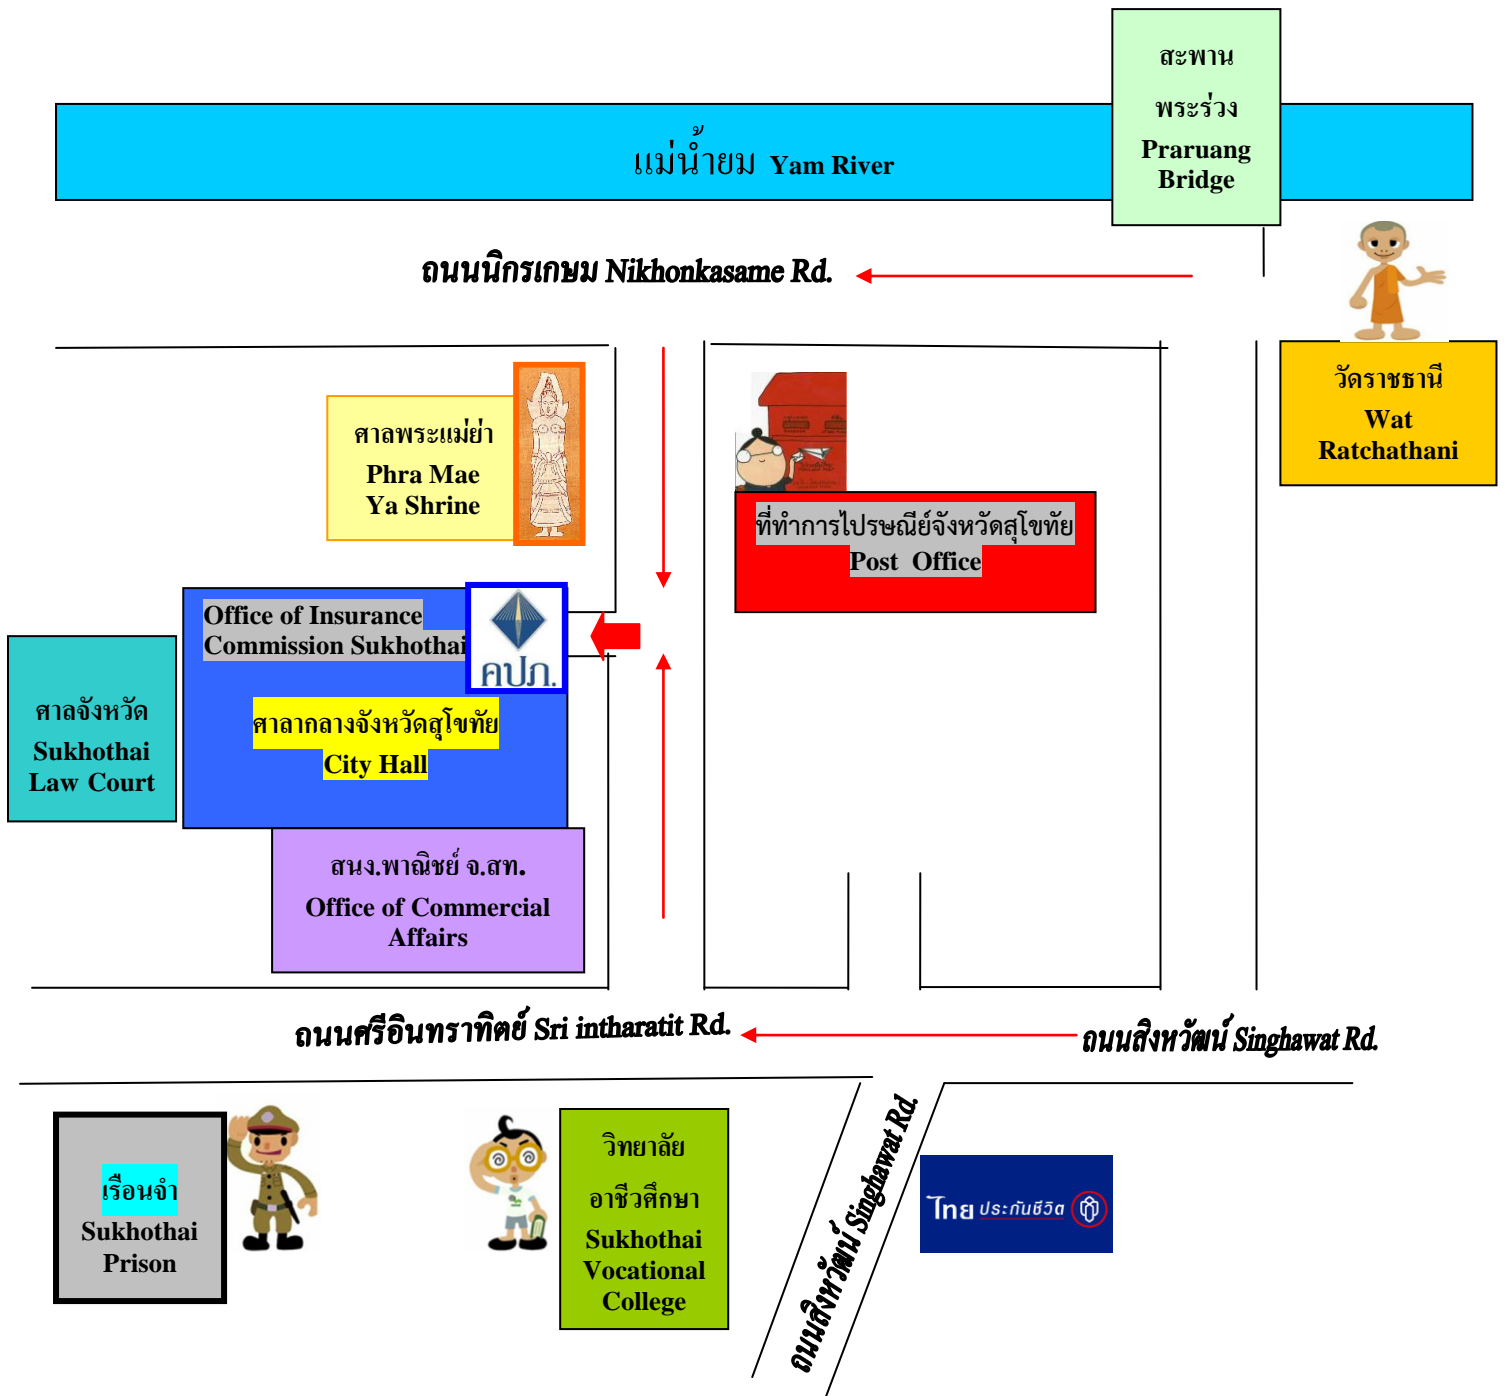 สะพาน
พระร่วง
Praruang
Bridge
แม่น้ำยม Yam River
ถนนนิกรเกษม Nikhonkasame Rd.
วัดราชธานี
Wat
Ratchathani
ศาลพระแม่ย่า
Phra Mae
Ya Shrine
ที่ทำการไปรษณีย์จังหวัดสุโขทัย
Post Office
Office of Insurance
Commission Sukhothai
คปภ.
ศาลากลางจังหวัดสุโขทัย
City Hall
ศาลจังหวัด
Sukhothai
Law Court
สนง.พาณิชย์ จ.สท.
Office of Commercial
Affairs
ถนนศรีอินทราทิตย์ Sri intharatit Rd.
ถนนสิงหวัฒน์ Singhawat Rd.
เรือนจำ
Sukhothai
Prison
วิทยาลัย
อาชีวศึกษา
Sukhothai
Vocational
College
ถนนสิงหวัฒน์ Singhawat Rd.
ไทยประกันชีวิต